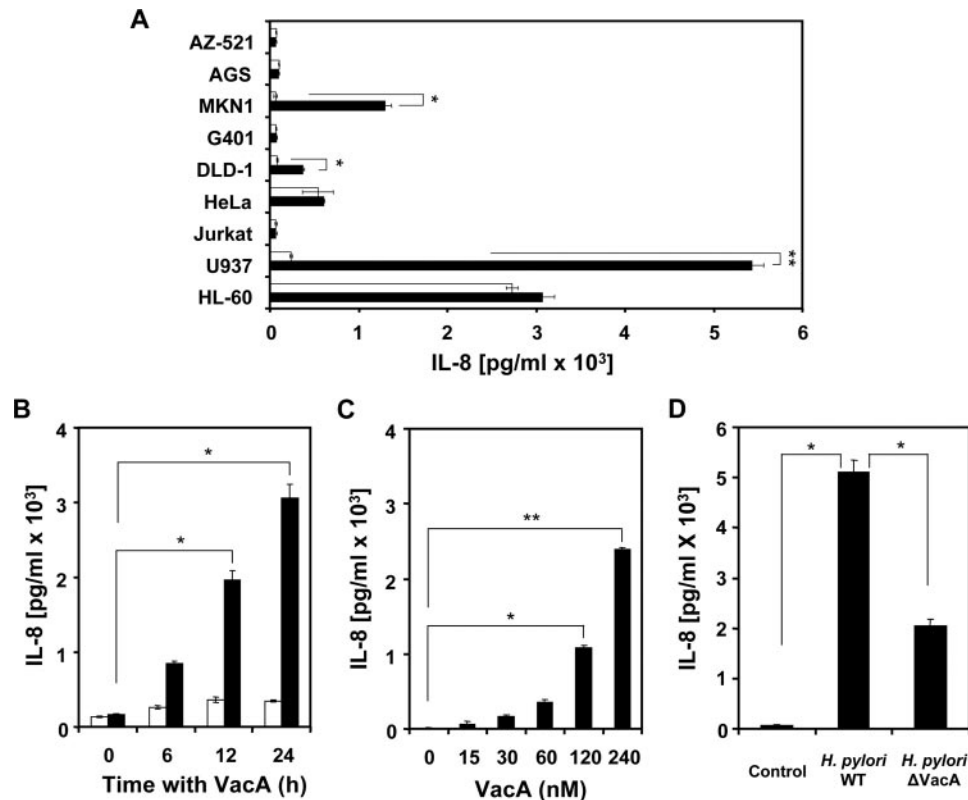 A
AZ-521
AGS
MKN1
*
G401
DLD-1
*
HeLa
Jurkat
U937
**
HL-60
0 1 2 3 4 5 6
IL-8 [pg/ml x 10³]
B
IL-8 [pg/ml x 10³]
4
3
2
1
0
*
*
0 6 12 24
Time with VacA (h)
C
IL-8 [pg/ml x 10³]
4
3
2
1
0
**
*
0 15 30 60 120 240
VacA (nM)
D
IL-8 [pg/ml X 10³]
6
5
4
3
2
1
0
* *
Control
H. pylori
WT
H. pylori
ΔVacA